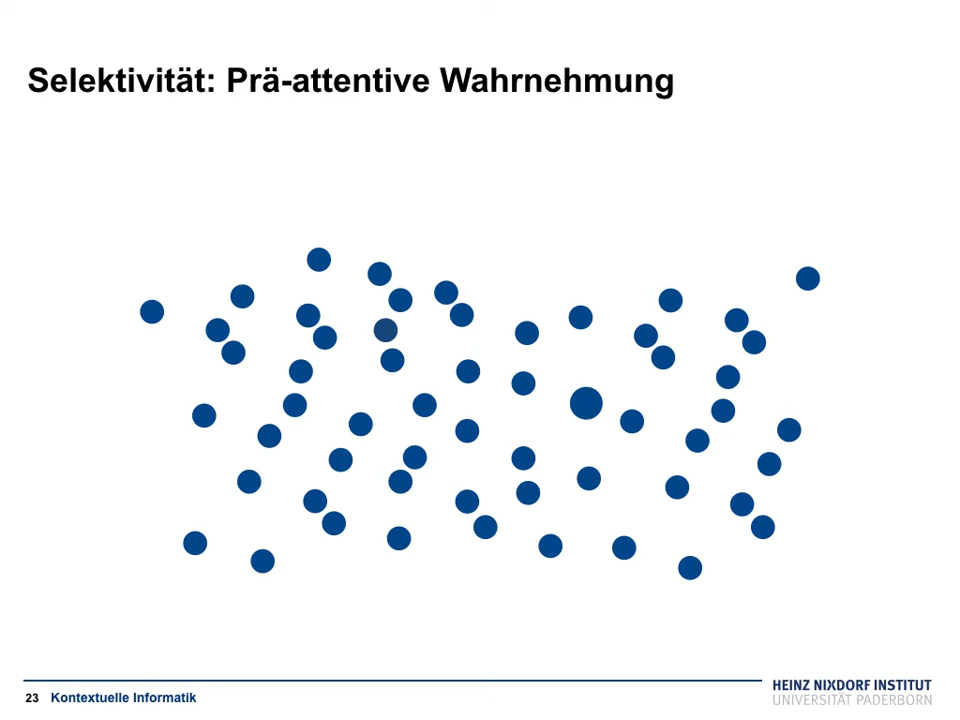 Selektivität: Prä-attentive Wahrnehmung
23 Kontextuelle Informatik
HEINZ NIXDORF INSTITUT
UNIVERSITÄT PADERBORN